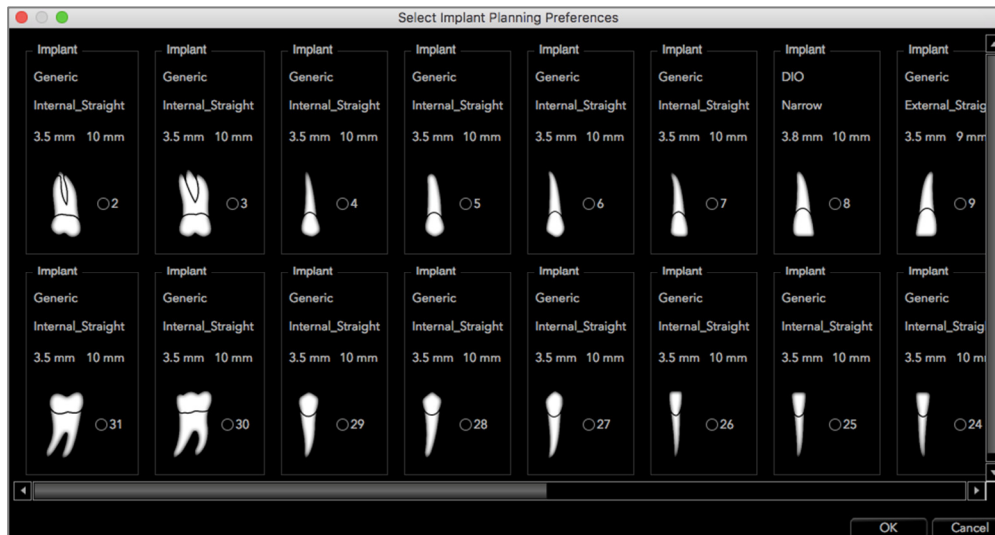 Select Implant Planning Preferences
Implant Implant Implant Implant Implant Implant Implant Implant
Generic Generic Generic Generic Generic Generic DIO Generic
Internal_Straight Internal_Straight Internal_Straight Internal_Straight Internal_Straight Internal_Straight Narrow External_Straig
3.5 mm 10 mm 3.5 mm 10 mm 3.5 mm 10 mm 3.5 mm 10 mm 3.5 mm 10 mm 3.5 mm 10 mm 3.8 mm 10 mm 3.5 mm 9 mm
2 3 4 5 6 7 8 9
Implant Implant Implant Implant Implant Implant Implant Implant
Generic Generic Generic Generic Generic Generic Generic Generic
Internal_Straight Internal_Straight Internal_Straight Internal_Straight Internal_Straight Internal_Straight Internal_Straight Internal_Straigl
3.5 mm 10 mm 3.5 mm 10 mm 3.5 mm 10 mm 3.5 mm 10 mm 3.5 mm 10 mm 3.5 mm 10 mm 3.5 mm 10 mm 3.5 mm 10 mm
31 30 29 28 27 26 25 24
OK Cancel